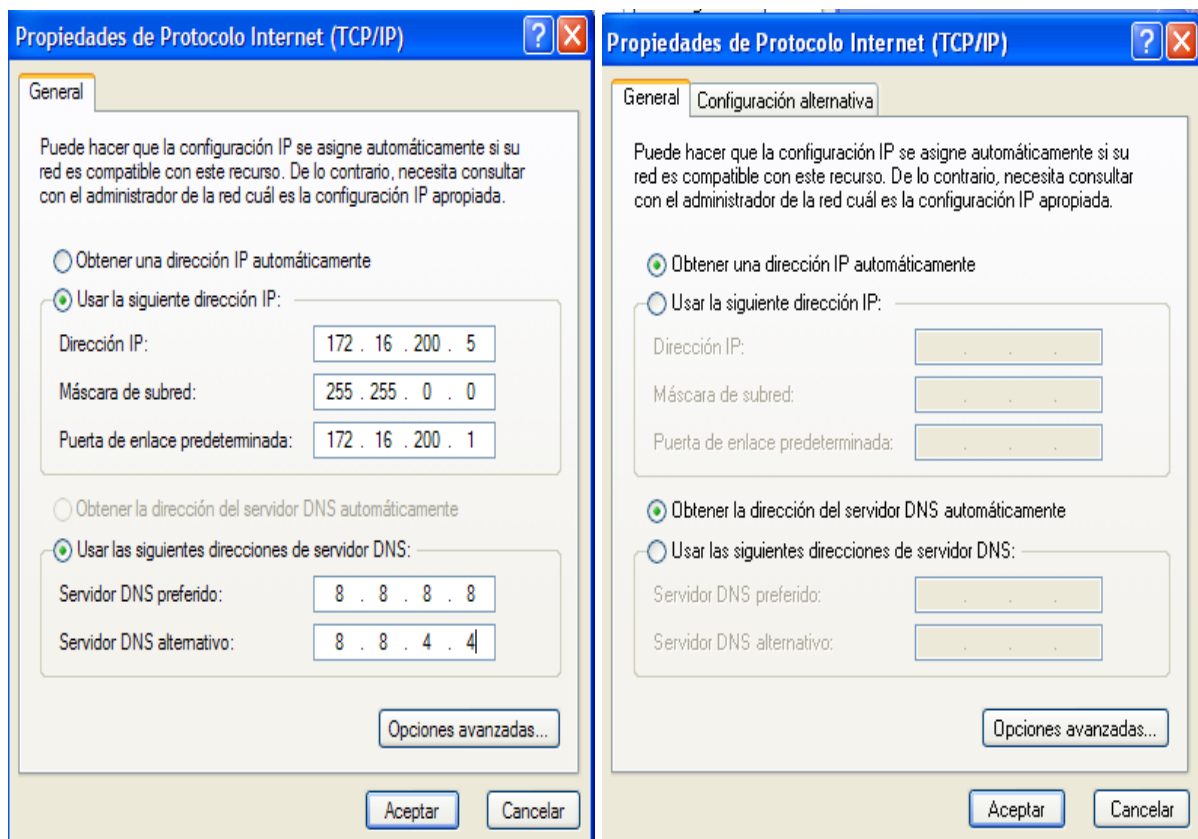 Propiedades de Protocolo Internet (TCP/IP)
General
Puede hacer que la configuración IP se asigne automáticamente si su
red es compatible con este recurso. De lo contrario, necesita consultar
con el administrador de la red cuál es la configuración IP apropiada.
Obtener una dirección IP automáticamente
Usar la siguiente dirección IP:
Dirección IP: 172 . 16 . 200 . 5
Máscara de subred: 255 . 255 . 0 . 0
Puerta de enlace predeterminada: 172 . 16 . 200 . 1
Obtener la dirección del servidor DNS automáticamente
Usar las siguientes direcciones de servidor DNS:
Servidor DNS preferido: 8 . 8 . 8 . 8
Servidor DNS alternativo: 8 . 8 . 4 . 4
Opciones avanzadas...
Aceptar Cancelar
Propiedades de Protocolo Internet (TCP/IP)
General Configuración alternativa
Puede hacer que la configuración IP se asigne automáticamente si su
red es compatible con este recurso. De lo contrario, necesita consultar
con el administrador de la red cuál es la configuración IP apropiada.
Obtener una dirección IP automáticamente
Usar la siguiente dirección IP:
Dirección IP: . . .
Máscara de subred: . . .
Puerta de enlace predeterminada: . . .
Obtener la dirección del servidor DNS automáticamente
Usar las siguientes direcciones de servidor DNS:
Servidor DNS preferido: . . .
Servidor DNS alternativo: . . .
Opciones avanzadas...
Aceptar Cancelar